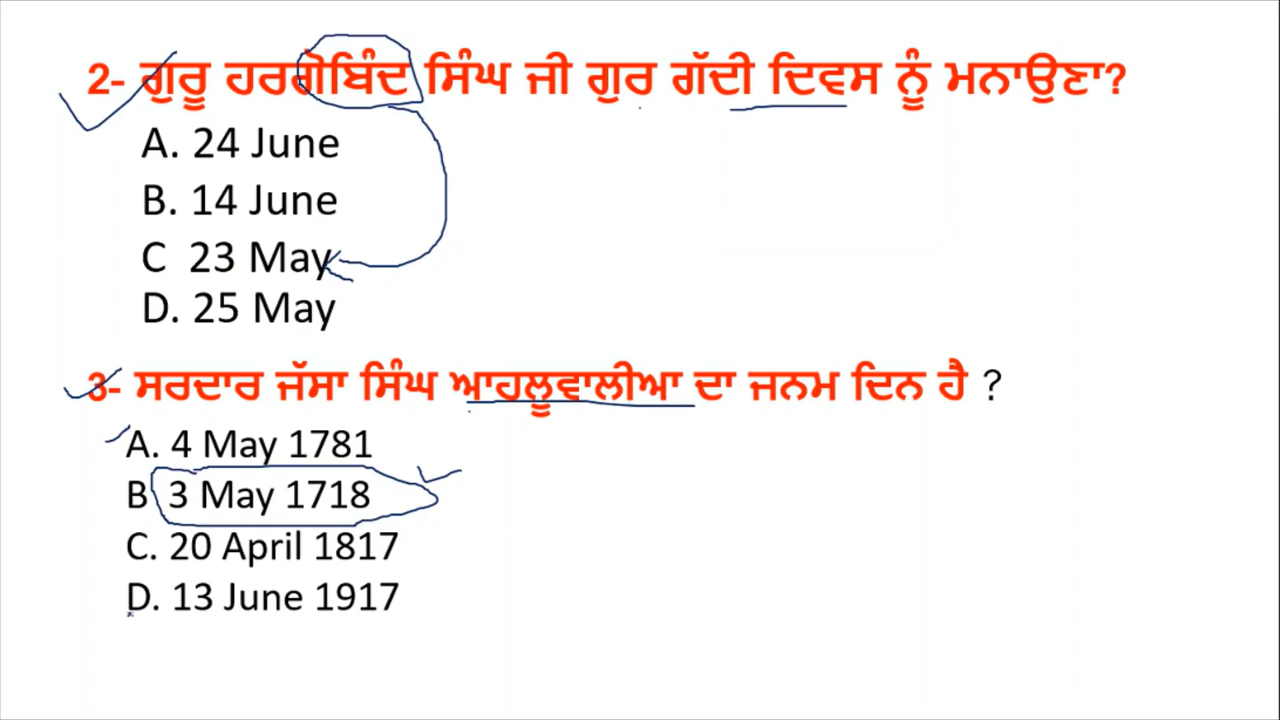 2- ਗੁਰੂ ਹਰਗੋਬਿੰਦ ਸਿੰਘ ਜੀ ਗੁਰ ਗੱਦੀ ਦਿਵਸ ਨੂੰ ਮਨਾਉਣਾ?
A. 24 June
B. 14 June
C 23 May
D. 25 May
3- ਸਰਦਾਰ ਜੱਸਾ ਸਿੰਘ ਆਹਲੂਵਾਲੀਆ ਦਾ ਜਨਮ ਦਿਨ ਹੈ ?
A. 4 May 1781
B 3 May 1718
C. 20 April 1817
D. 13 June 1917